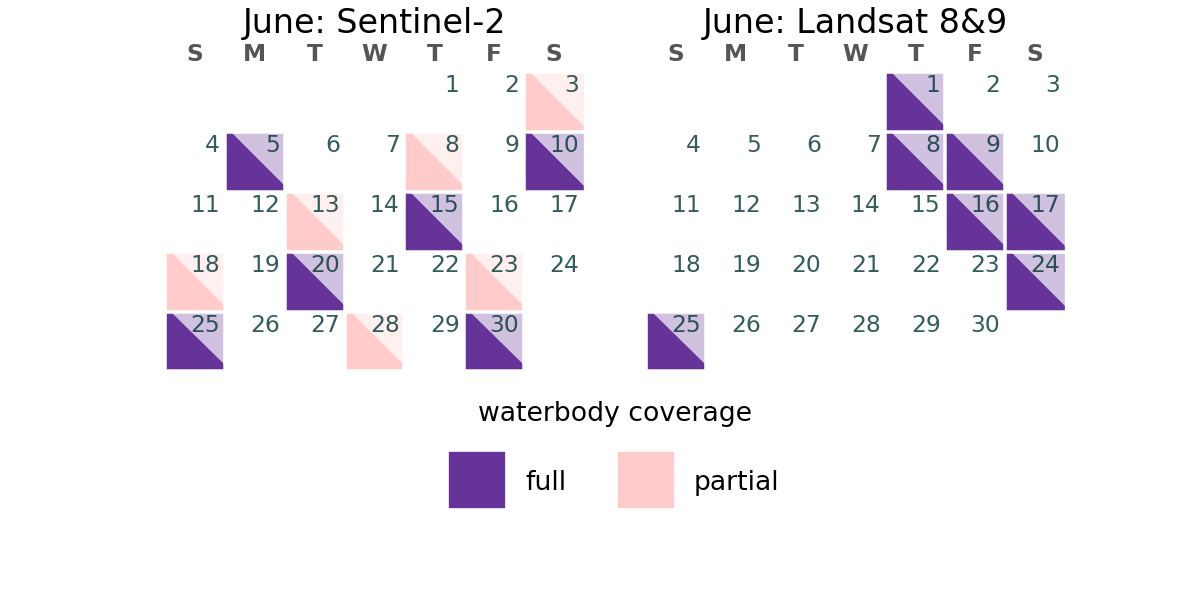 June: Sentinel-2
S M T W T F S
1 2 3
4 5 6 7 8 9 10
11 12 13 14 15 16 17
18 19 20 21 22 23 24
25 26 27 28 29 30
June: Landsat 8&9
S M T W T F S
1 2 3
4 5 6 7 8 9 10
11 12 13 14 15 16 17
18 19 20 21 22 23 24
25 26 27 28 29 30
waterbody coverage
full partial